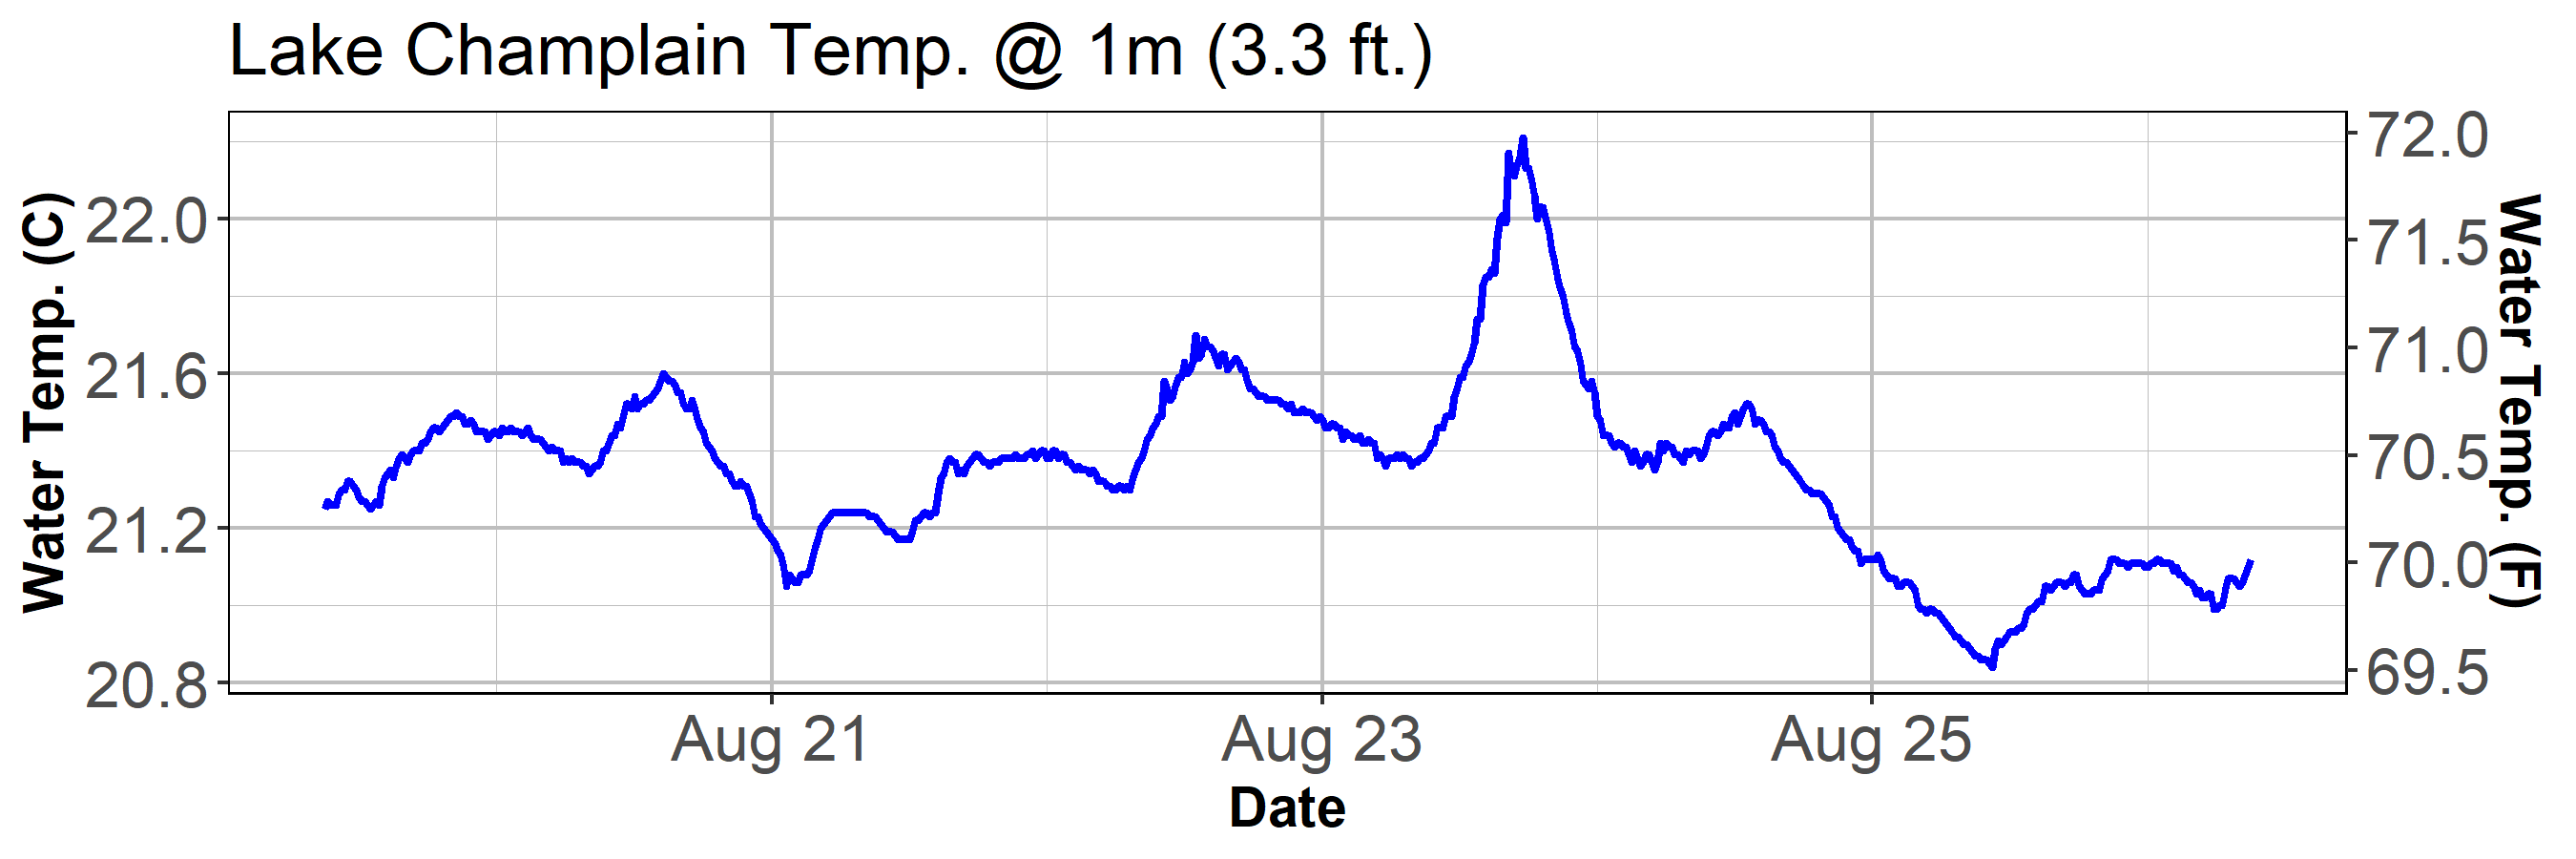 Lake Champlain Temp. @ 1m (3.3 ft.)
Water Temp. (C)
22.0
21.6
21.2
20.8
72.0
71.5
71.0
70.5
70.0
69.5
Water Temp. (F)
Aug 21
Aug 23
Aug 25
Date